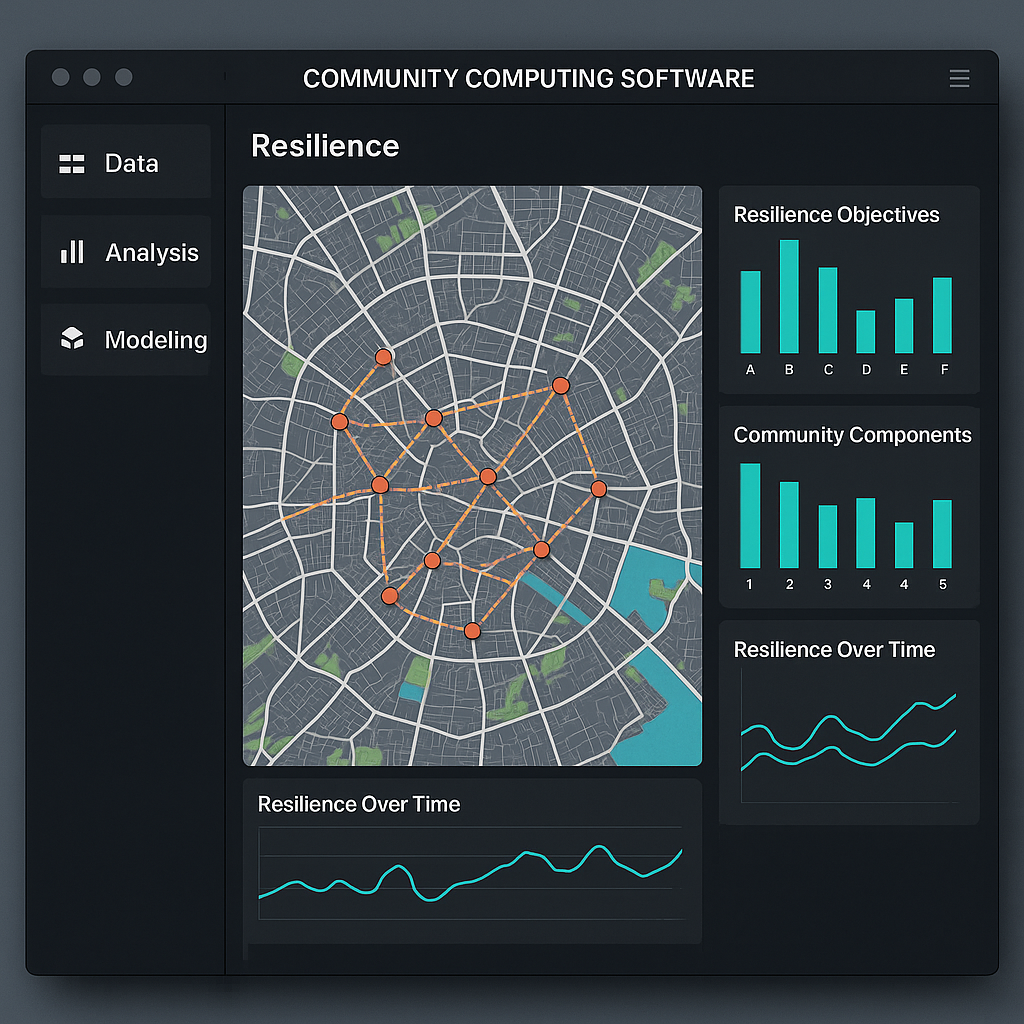 COMMUNITY COMPUTING SOFTWARE
Data
Analysis
Modeling
Resilience
Resilience Objectives
A B C D E F
Community Components
1 2 3 4 4 5
Resilience Over Time
Resilience Over Time